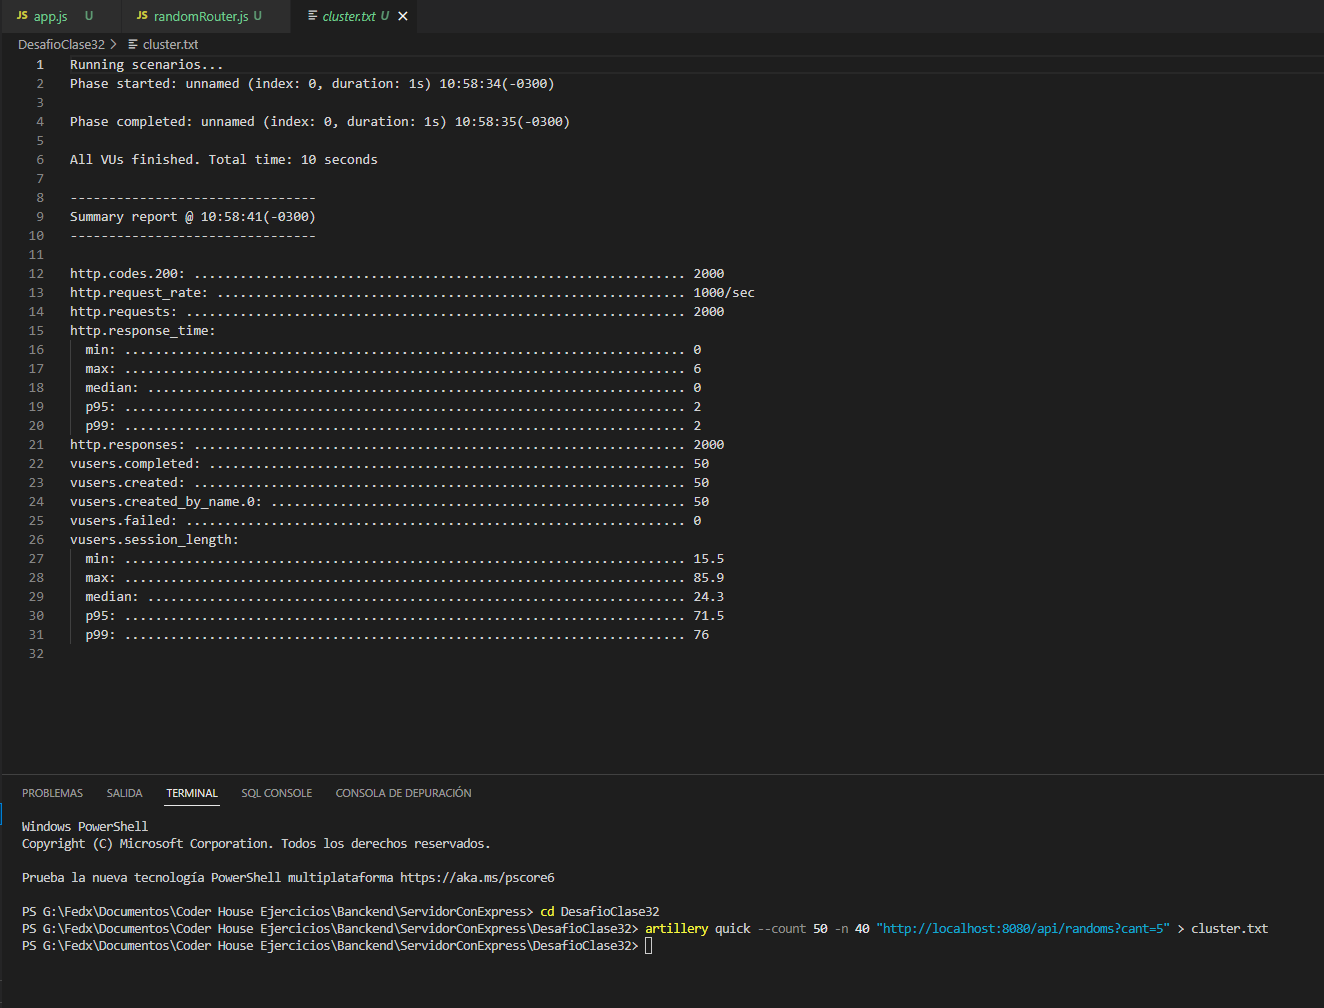 JS app.js U JS randomRouter.js U cluster.txt U
DesafioClase32 > cluster.txt
1 Running scenarios...
2 Phase started: unnamed (index: 0, duration: 1s) 10:58:34(-0300)
3
4 Phase completed: unnamed (index: 0, duration: 1s) 10:58:35(-0300)
5
6 All VUs finished. Total time: 10 seconds
7
8 --------------------------------
9 Summary report @ 10:58:41(-0300)
10 --------------------------------
11
12 http.codes.200: ................................................................ 2000
13 http.request_rate: ............................................................. 1000/sec
14 http.requests: ................................................................. 2000
15 http.response_time:
16 min: ......................................................................... 0
17 max: ......................................................................... 6
18 median: ...................................................................... 0
19 p95: ......................................................................... 2
20 p99: ......................................................................... 2
21 http.responses: ................................................................ 2000
22 vusers.completed: .............................................................. 50
23 vusers.created: ................................................................ 50
24 vusers.created_by_name.0: ...................................................... 50
25 vusers.failed: ................................................................. 0
26 vusers.session_length:
27 min: ......................................................................... 15.5
28 max: ......................................................................... 85.9
29 median: ...................................................................... 24.3
30 p95: ......................................................................... 71.5
31 p99: ......................................................................... 76
32
PROBLEMAS SALIDA TERMINAL SQL CONSOLE CONSOLA DE DEPURACIÓN
Windows PowerShell
Copyright (C) Microsoft Corporation. Todos los derechos reservados.
Prueba la nueva tecnología PowerShell multiplataforma https://aka.ms/pscore6
PS G:\Fedx\Documentos\Coder House Ejercicios\Banckend\ServidorConExpress> cd DesafioClase32
PS G:\Fedx\Documentos\Coder House Ejercicios\Banckend\ServidorConExpress\DesafioClase32> artillery quick --count 50 -n 40 "http://localhost:8080/api/randoms?cant=5" > cluster.txt
PS G:\Fedx\Documentos\Coder House Ejercicios\Banckend\ServidorConExpress\DesafioClase32>